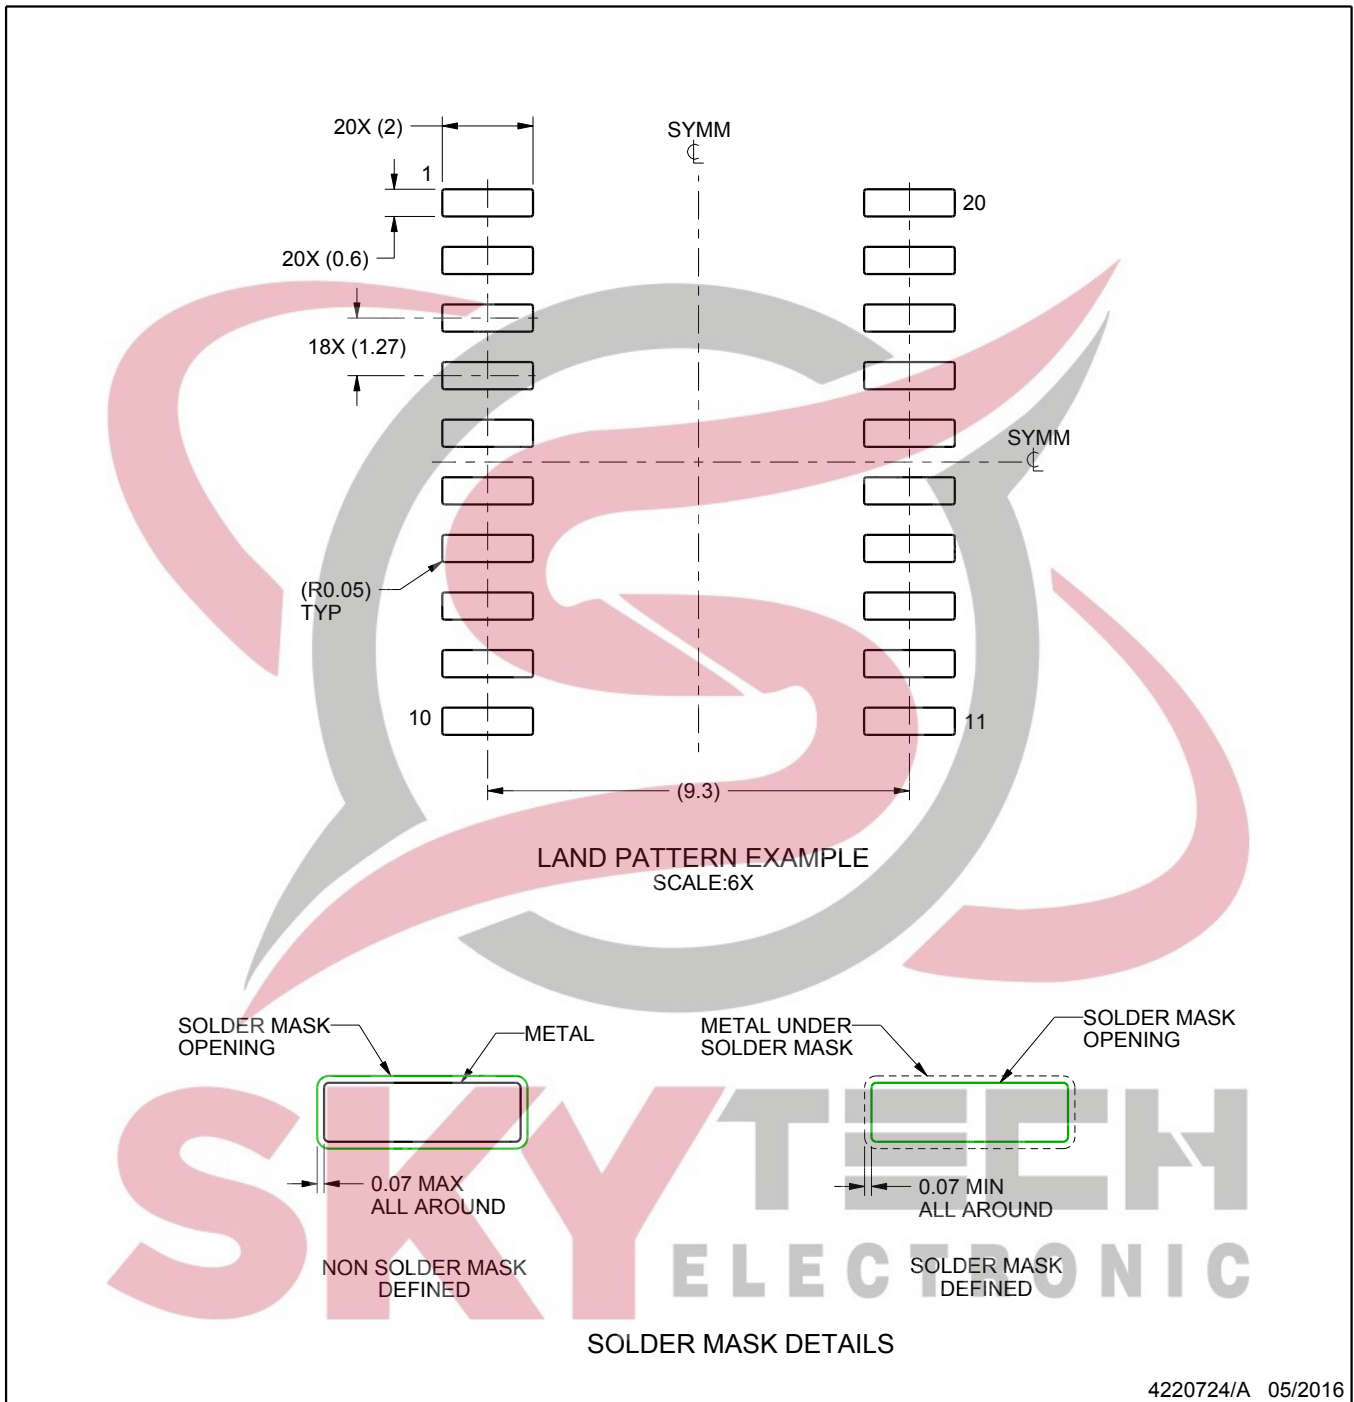 20X (2)
SYMM
℄
1
20
20X (0.6)
18X (1.27)
SYMM
℄
(R0.05)
TYP
10
11
(9.3)
LAND PATTERN EXAMPLE
SCALE:6X
SOLDER MASK
OPENING
METAL
METAL UNDER
SOLDER MASK
SOLDER MASK
OPENING
0.07 MAX
ALL AROUND
0.07 MIN
ALL AROUND
NON SOLDER MASK
DEFINED
SOLDER MASK
DEFINED
SKYTECH
ELECTRONIC
SOLDER MASK DETAILS
4220724/A 05/2016